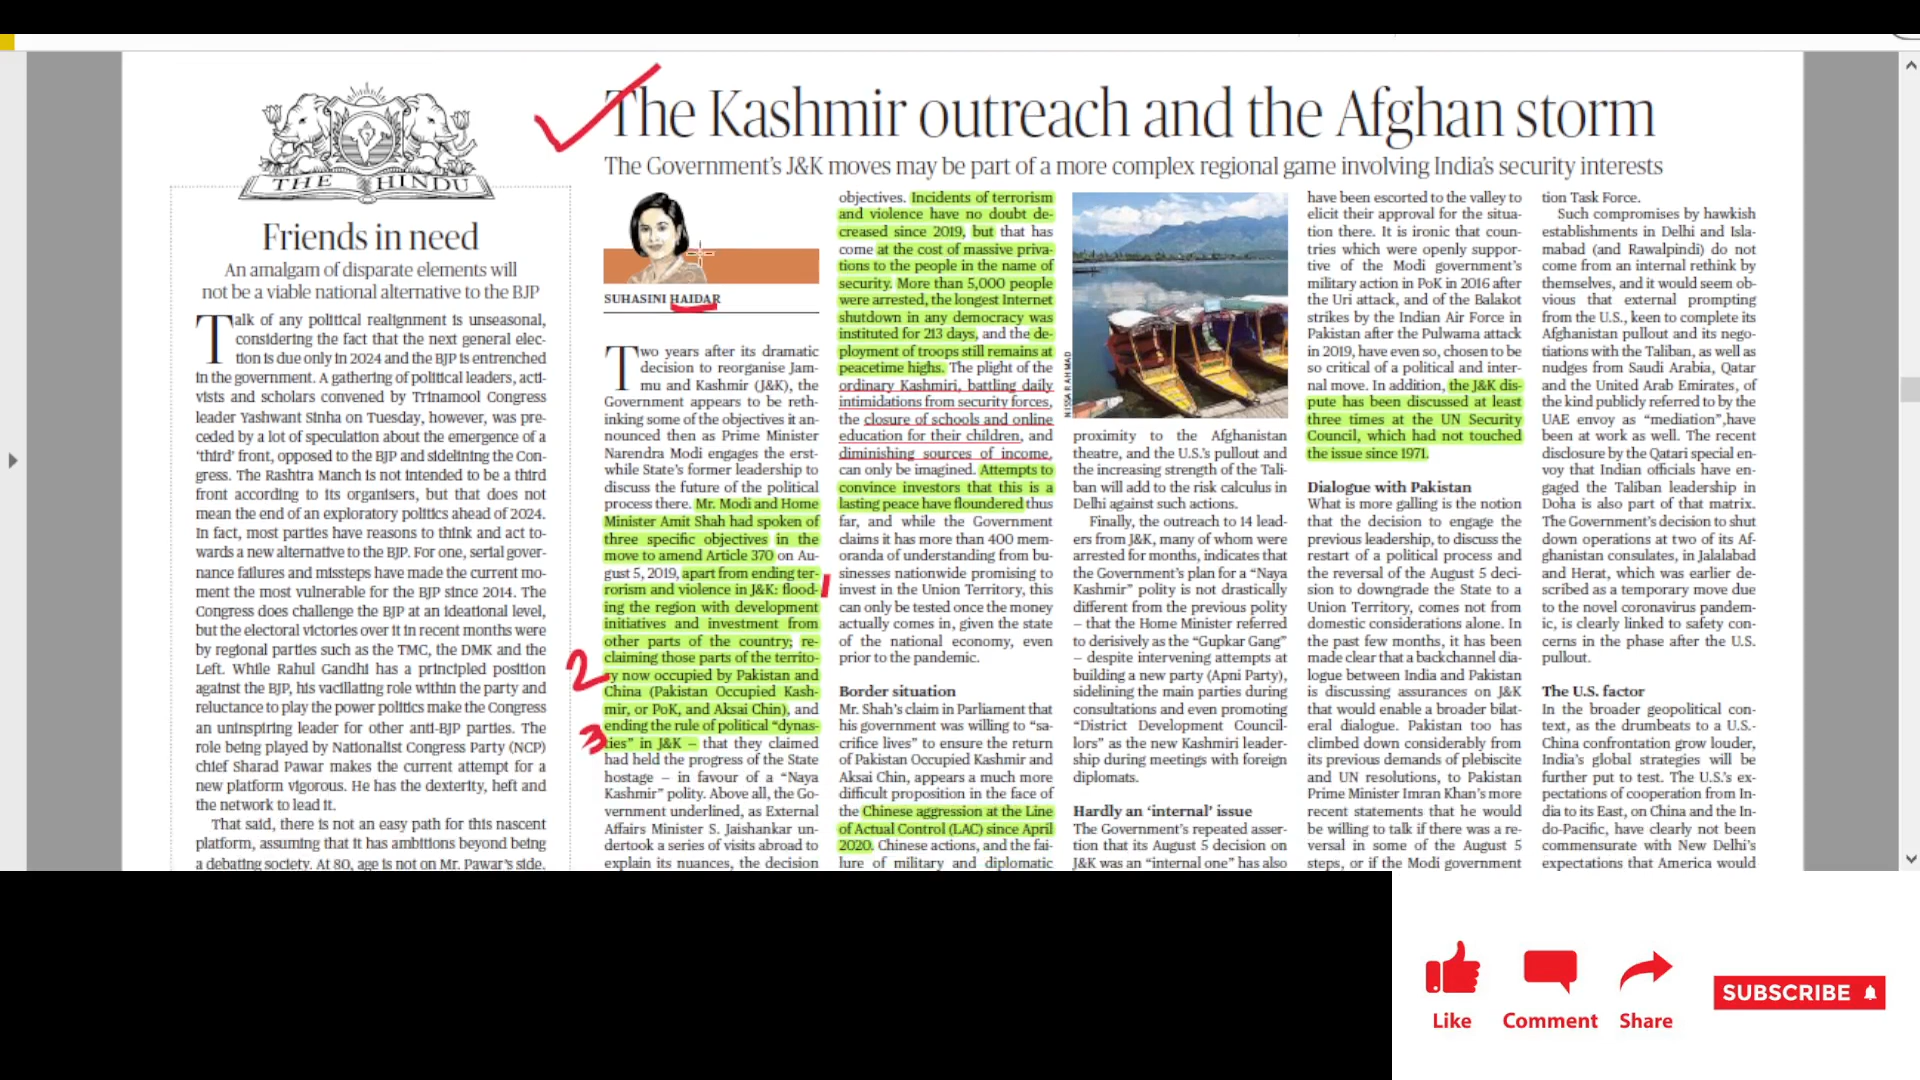 THE HINDU
Friends in need
An amalgam of disparate elements will
not be a viable national alternative to the BJP
Talk of any political realignment is unseasonal,
considering the fact that the next general elec-
tion is due only in 2024 and the BJP is entrenched
in the government. A gathering of political leaders, acti-
vists and scholars convened by Trinamool Congress
leader Yashwant Sinha on Tuesday, however, was pre-
ceded by a lot of speculation about the emergence of a
‘third’ front, opposed to the BJP and sidelining the Con-
gress. The Rashtra Manch is not intended to be a third
front according to its organisers, but that does not
mean the end of an exploratory politics ahead of 2024.
In fact, most parties have reasons to think and act to-
wards a new alternative to the BJP. For one, serial gover-
nance failures and missteps have made the current mo-
ment the most vulnerable for the BJP since 2014. The
Congress does challenge the BJP at an ideational level,
but the electoral victories over it in recent months were
by regional parties such as the TMC, the DMK and the
Left. While Rahul Gandhi has a principled position
against the BJP, his vacillating role within the party and
reluctance to play the power politics make the Congress
an uninspiring leader for other anti-BJP parties. The
role being played by Nationalist Congress Party (NCP)
chief Sharad Pawar makes the current attempt for a
new platform vigorous. He has the dexterity, heft and
the network to lead it.
That said, there is not an easy path for this nascent
platform, assuming that it has ambitions beyond being
a debating society. At 80, age is not on Mr. Pawar’s side,
The Kashmir outreach and the Afghan storm
The Government’s J&K moves may be part of a more complex regional game involving India’s security interests
SUHASINI HAIDAR
Two years after its dramatic
decision to reorganise Jam-
mu and Kashmir (J&K), the
Government appears to be reth-
inking some of the objectives it an-
nounced then as Prime Minister
Narendra Modi engages the erst-
while State’s former leadership to
discuss the future of the political
process there. Mr. Modi and Home
Minister Amit Shah had spoken of
three specific objectives in the
move to amend Article 370 on Au-
gust 5, 2019, apart from ending ter-
rorism and violence in J&K: flood- 1
ing the region with development
initiatives and investment from
other parts of the country; re-
claiming those parts of the territo-
2 ry now occupied by Pakistan and
China (Pakistan Occupied Kash-
mir, or PoK, and Aksai Chin), and
ending the rule of political “dynas-
3 ties” in J&K – that they claimed
had held the progress of the State
hostage – in favour of a “Naya
Kashmir” polity. Above all, the Go-
vernment underlined, as External
Affairs Minister S. Jaishankar un-
dertook a series of visits abroad to
explain its nuances, the decision
objectives. Incidents of terrorism
and violence have no doubt de-
creased since 2019, but that has
come at the cost of massive priva-
tions to the people in the name of
security. More than 5,000 people
were arrested, the longest Internet
shutdown in any democracy was
instituted for 213 days, and the de-
ployment of troops still remains at
peacetime highs. The plight of the
ordinary Kashmiri, battling daily
intimidations from security forces,
the closure of schools and online
education for their children, and
diminishing sources of income,
can only be imagined. Attempts to
convince investors that this is a
lasting peace have floundered thus
far, and while the Government
claims it has more than 400 mem-
oranda of understanding from bu-
sinesses nationwide promising to
invest in the Union Territory, this
can only be tested once the money
actually comes in, given the state
of the national economy, even
prior to the pandemic.
Border situation
Mr. Shah’s claim in Parliament that
his government was willing to “sa-
crifice lives” to ensure the return
of Pakistan Occupied Kashmir and
Aksai Chin, appears a much more
difficult proposition in the face of
the Chinese aggression at the Line
of Actual Control (LAC) since April
2020. Chinese actions, and the fai-
lure of military and diplomatic
NISSAR AHMAD
proximity to the Afghanistan
theatre, and the U.S.’s pullout and
the increasing strength of the Tali-
ban will add to the risk calculus in
Delhi against such actions.
Finally, the outreach to 14 lead-
ers from J&K, many of whom were
arrested for months, indicates that
the Government’s plan for a “Naya
Kashmir” polity is not drastically
different from the previous polity
– that the Home Minister referred
to derisively as the “Gupkar Gang”
– despite intervening attempts at
building a new party (Apni Party),
sidelining the main parties during
consultations and even promoting
“District Development Council-
lors” as the new Kashmiri leader-
ship during meetings with foreign
diplomats.
Hardly an ‘internal’ issue
The Government’s repeated asser-
tion that its August 5 decision on
J&K was an “internal one” has also
have been escorted to the valley to
elicit their approval for the situa-
tion there. It is ironic that coun-
tries which were openly suppor-
tive of the Modi government’s
military action in PoK in 2016 after
the Uri attack, and of the Balakot
strikes by the Indian Air Force in
Pakistan after the Pulwama attack
in 2019, have even so, chosen to be
so critical of a political and inter-
nal move. In addition, the J&K dis-
pute has been discussed at least
three times at the UN Security
Council, which had not touched
the issue since 1971.
Dialogue with Pakistan
What is more galling is the notion
that the decision to engage the
previous leadership, to discuss the
restart of a political process and
the reversal of the August 5 deci-
sion to downgrade the State to a
Union Territory, comes not from
domestic considerations alone. In
the past few months, it has been
made clear that a backchannel dia-
logue between India and Pakistan
is discussing assurances on J&K
that would enable a broader bilat-
eral dialogue. Pakistan too has
climbed down considerably from
its previous demands of plebiscite
and UN resolutions, to Pakistan
Prime Minister Imran Khan’s more
recent statements that he would
be willing to talk if there was a re-
versal in some of the August 5
steps, or if the Modi government
tion Task Force.
Such compromises by hawkish
establishments in Delhi and Isla-
mabad (and Rawalpindi) do not
come from an internal rethink by
themselves, and it would seem ob-
vious that external prompting
from the U.S., keen to complete its
Afghanistan pullout and its nego-
tiations with the Taliban, as well as
nudges from Saudi Arabia, Qatar
and the United Arab Emirates, of
the kind publicly referred to by the
UAE envoy as “mediation”,have
been at work as well. The recent
disclosure by the Qatari special en-
voy that Indian officials have en-
gaged the Taliban leadership in
Doha is also part of that matrix.
The Government’s decision to shut
down operations at two of its Af-
ghanistan consulates, in Jalalabad
and Herat, which was earlier de-
scribed as a temporary move due
to the novel coronavirus pandem-
ic, is clearly linked to safety con-
cerns in the phase after the U.S.
pullout.
The U.S. factor
In the broader geopolitical con-
text, as the drumbeats to a U.S.-
China confrontation grow louder,
India’s global strategies will be
further put to test. The U.S.’s ex-
pectations of cooperation from In-
dia to its East, on China and the In-
do-Pacific, have clearly not been
commensurate with New Delhi’s
expectations that America would
Like Comment Share
SUBSCRIBE